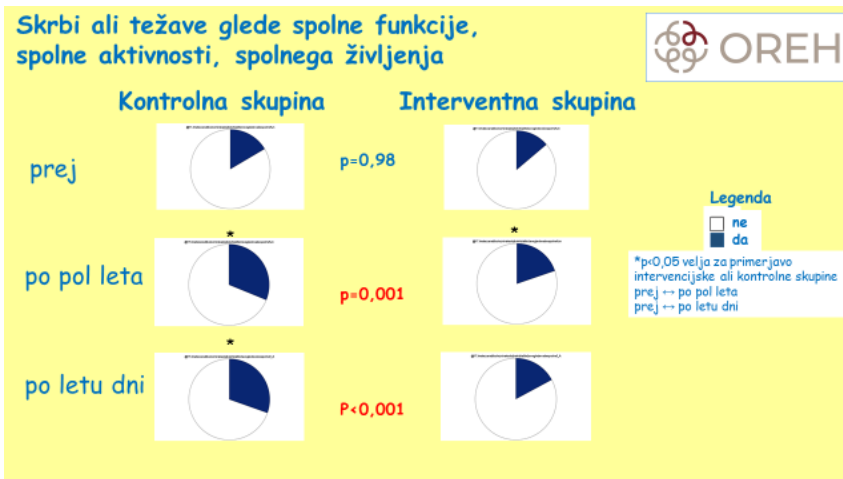 Skrbi ali težave glede spolne funkcije,
spolne aktivnosti, spolnega življenja
OREH
Kontrolna skupina
Interventna skupina
prej
p=0,98
Legenda
ne
da
*
*
po pol leta
p=0,001
*p<0,05 velja za primerjavo
intervencijske ali kontrolne skupine
prej ↔ po pol leta
prej ↔ po letu dni
*
po letu dni
P<0,001